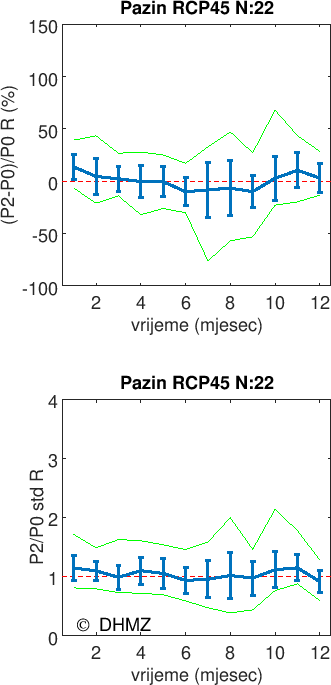 Pazin RCP45 N:22
150
100
50
0
-50
-100
(P2-P0)/P0 R (%)
2 4 6 8 10 12
vrijeme (mjesec)
Pazin RCP45 N:22
4
3
2
1
0
P2/P0 std R
© DHMZ
2 4 6 8 10 12
vrijeme (mjesec)